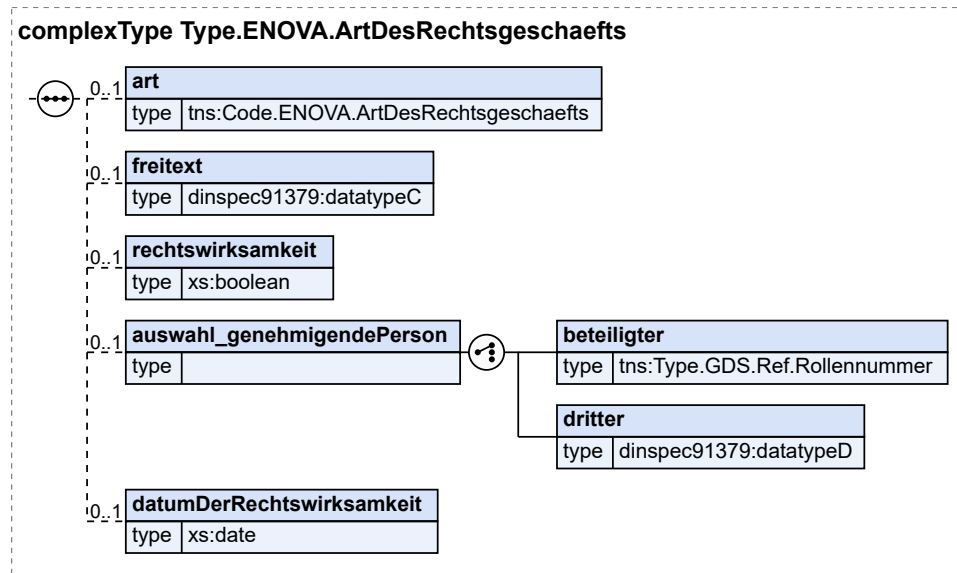 complexType Type.ENOVA.ArtDesRechtsgeschaefts
0..1 art
type tns:Code.ENOVA.ArtDesRechtsgeschaefts
0..1 freitext
type dinspec91379:datatypeC
0..1 rechtswirksamkeit
type xs:boolean
0..1 auswahl_genehmigendePerson
type
beteiligter
type tns:Type.GDS.Ref.Rollennummer
dritter
type dinspec91379:datatypeD
0..1 datumDerRechtswirksamkeit
type xs:date